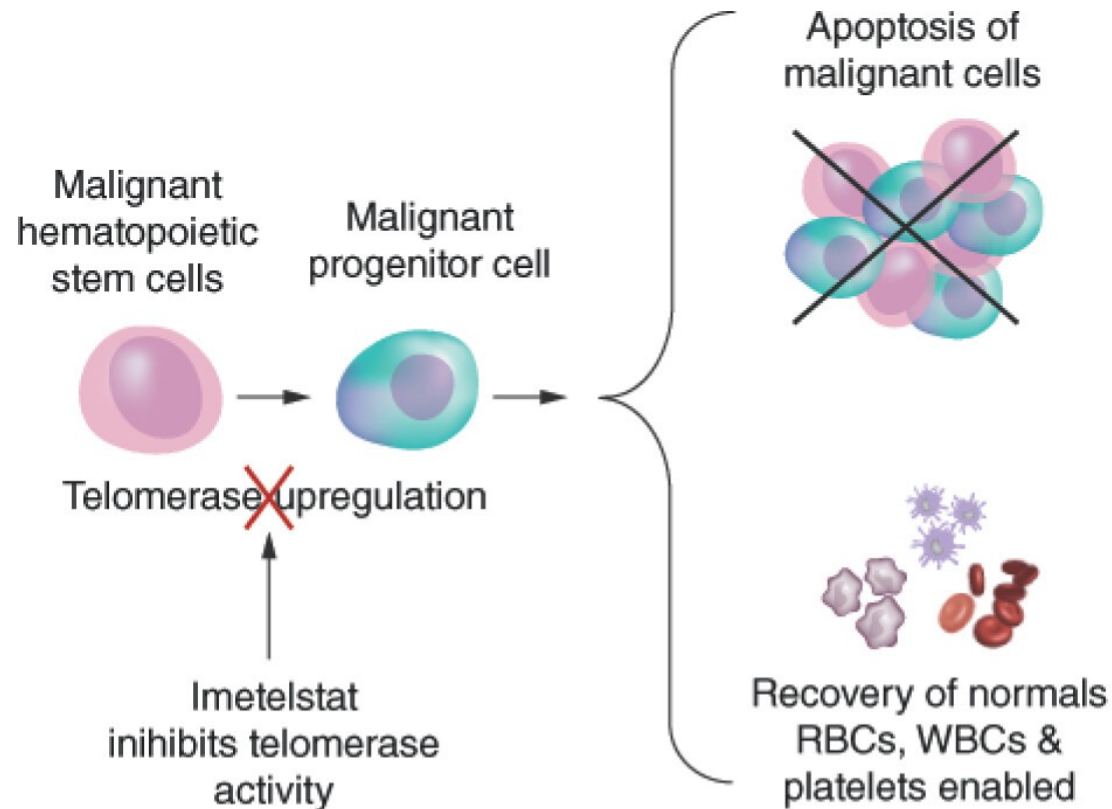 Malignant
hematopoietic
stem cells
Malignant
progenitor cell
Telomerase upregulation
Imetelstat
inihibits telomerase
activity
Apoptosis of
malignant cells
Recovery of normals
RBCs, WBCs &
platelets enabled